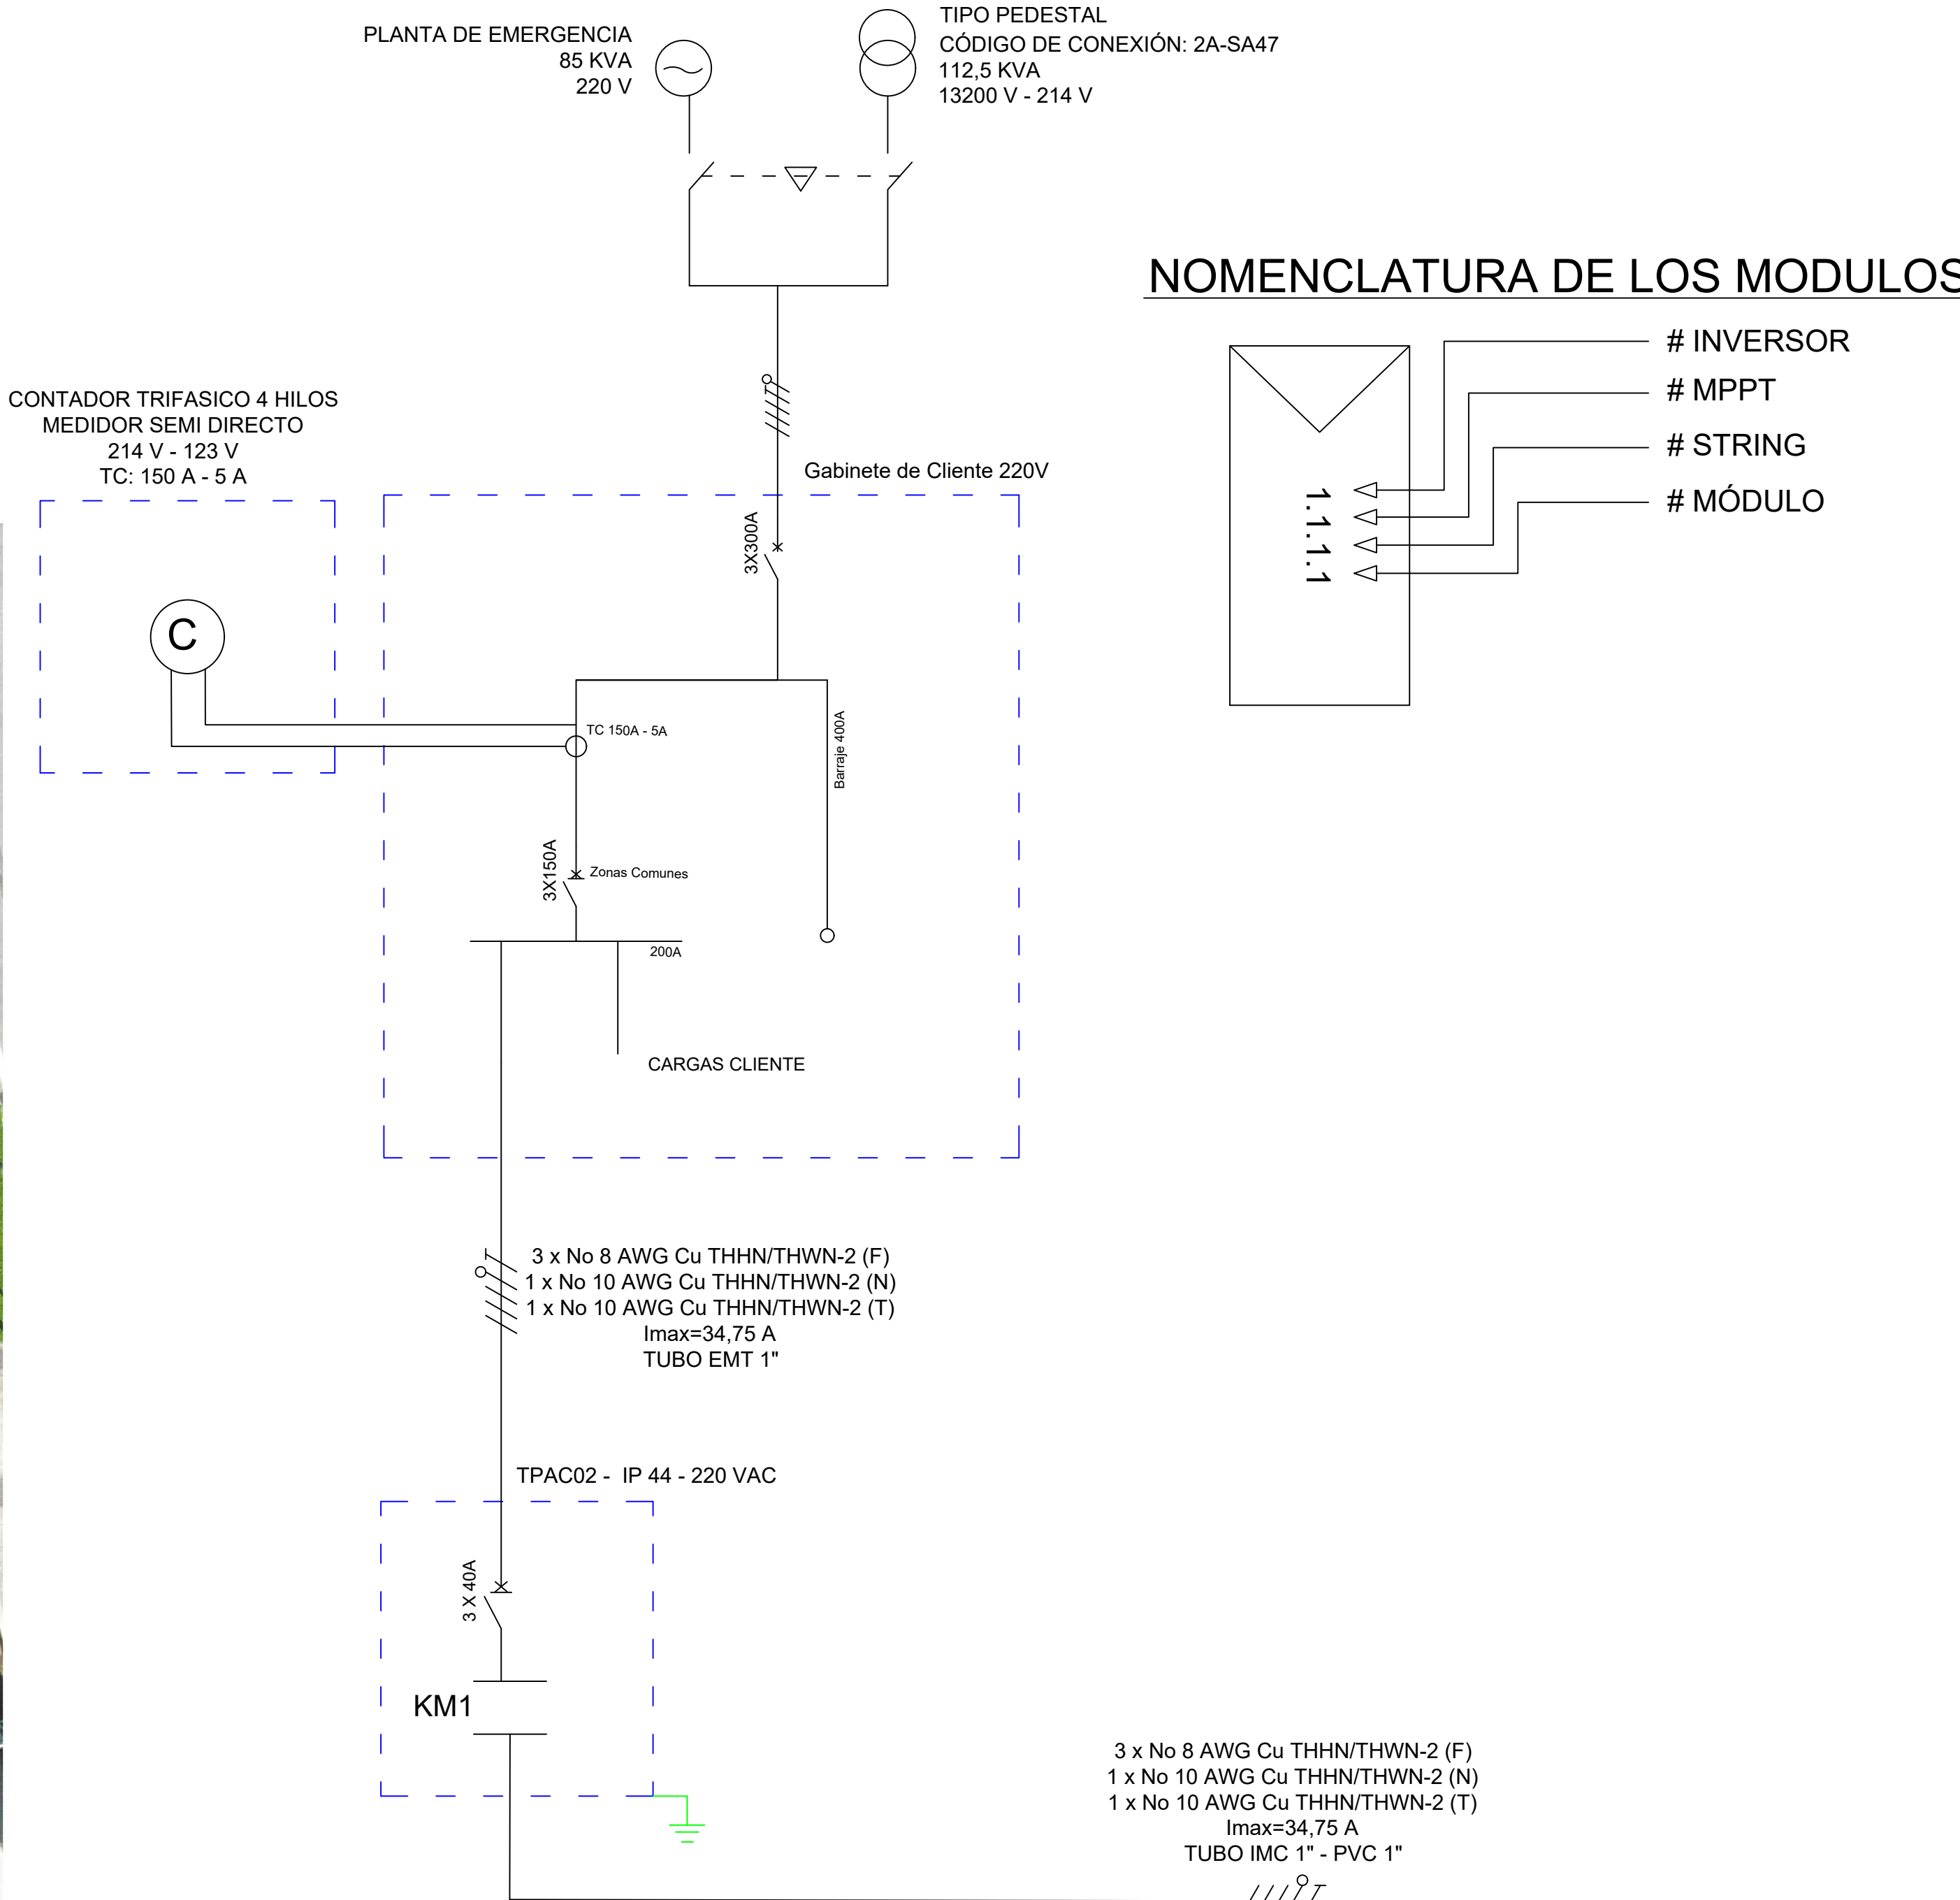 PLANTA DE EMERGENCIA
85 KVA
220 V
TIPO PEDESTAL
CÓDIGO DE CONEXIÓN: 2A-SA47
112,5 KVA
13200 V - 214 V
NOMENCLATURA DE LOS MODULOS
# INVERSOR
# MPPT
# STRING
# MÓDULO
1.1.1.1
CONTADOR TRIFASICO 4 HILOS
MEDIDOR SEMI DIRECTO
214 V - 123 V
TC: 150 A - 5 A
Gabinete de Cliente 220V
3X300A
C
TC 150A - 5A
Barraje 400A
3X150A
Zonas Comunes
200A
CARGAS CLIENTE
3 x No 8 AWG Cu THHN/THWN-2 (F)
1 x No 10 AWG Cu THHN/THWN-2 (N)
1 x No 10 AWG Cu THHN/THWN-2 (T)
Imax=34,75 A
TUBO EMT 1"
TPAC02 - IP 44 - 220 VAC
3 X 40A
KM1
3 x No 8 AWG Cu THHN/THWN-2 (F)
1 x No 10 AWG Cu THHN/THWN-2 (N)
1 x No 10 AWG Cu THHN/THWN-2 (T)
Imax=34,75 A
TUBO IMC 1" - PVC 1"